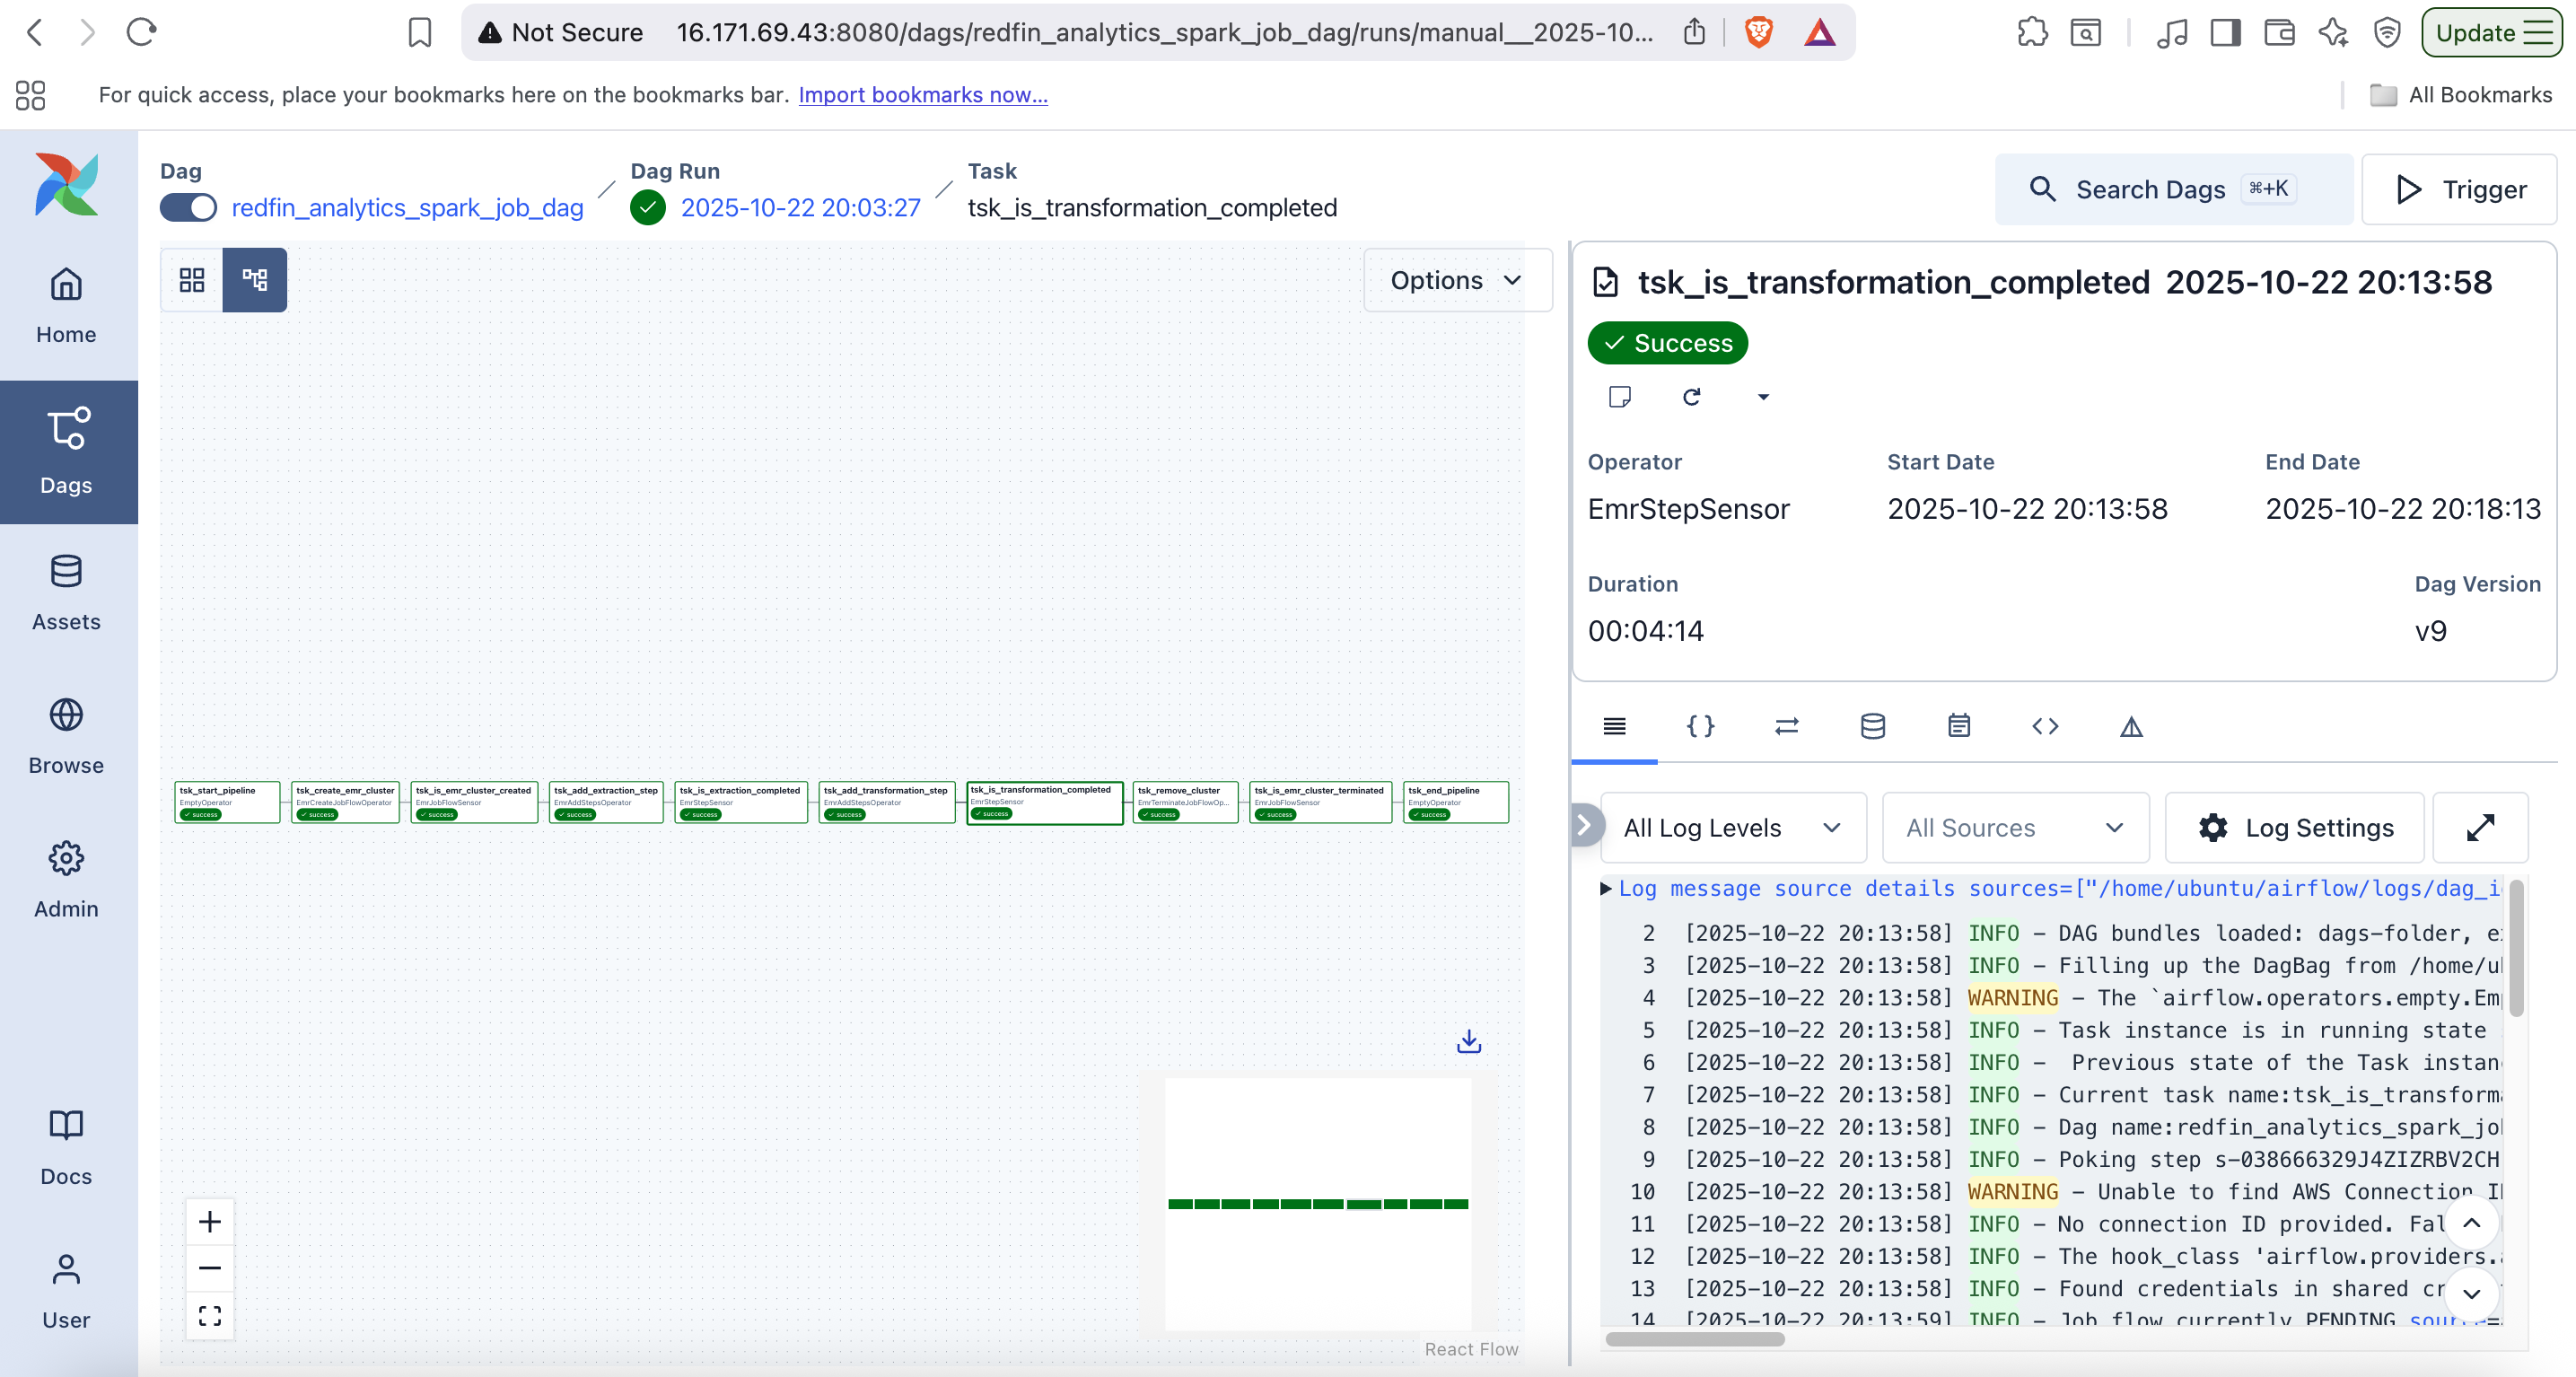 Not Secure 16.171.69.43:8080/dags/redfin_analytics_spark_job_dag/runs/manual__2025-10...
Update
For quick access, place your bookmarks here on the bookmarks bar. Import bookmarks now...
All Bookmarks
Dag
redfin_analytics_spark_job_dag
Dag Run
2025-10-22 20:03:27
Task
tsk_is_transformation_completed
Search Dags ⌘+K
Trigger
Home
Dags
Assets
Browse
Admin
Docs
User
Options
tsk_start_pipeline
EmptyOperator
success
tsk_create_emr_cluster
EmrCreateJobFlowOperator
success
tsk_is_emr_cluster_created
EmrJobFlowSensor
success
tsk_add_extraction_step
EmrAddStepsOperator
success
tsk_is_extraction_completed
EmrStepSensor
success
tsk_add_transformation_step
EmrAddStepsOperator
success
tsk_is_transformation_completed
EmrStepSensor
success
tsk_remove_cluster
EmrTerminateJobFlowOp...
success
tsk_is_emr_cluster_terminated
EmrJobFlowSensor
success
tsk_end_pipeline
EmptyOperator
success
React Flow
tsk_is_transformation_completed 2025-10-22 20:13:58
Success
Operator
EmrStepSensor
Start Date
2025-10-22 20:13:58
End Date
2025-10-22 20:18:13
Duration
00:04:14
Dag Version
v9
All Log Levels
All Sources
Log Settings
Log message source details sources=["/home/ubuntu/airflow/logs/dag_i
2 [2025-10-22 20:13:58] INFO - DAG bundles loaded: dags-folder, e
3 [2025-10-22 20:13:58] INFO - Filling up the DagBag from /home/u
4 [2025-10-22 20:13:58] WARNING - The `airflow.operators.empty.Em
5 [2025-10-22 20:13:58] INFO - Task instance is in running state
6 [2025-10-22 20:13:58] INFO - Previous state of the Task instan
7 [2025-10-22 20:13:58] INFO - Current task name:tsk_is_transform
8 [2025-10-22 20:13:58] INFO - Dag name:redfin_analytics_spark_jo
9 [2025-10-22 20:13:58] INFO - Poking step s-038666329J4ZIZRBV2CH
10 [2025-10-22 20:13:58] WARNING - Unable to find AWS Connection I
11 [2025-10-22 20:13:58] INFO - No connection ID provided. Fal
12 [2025-10-22 20:13:58] INFO - The hook_class 'airflow.providers.
13 [2025-10-22 20:13:58] INFO - Found credentials in shared cr
14 [2025-10-22 20:13:59] INFO - Job flow currently PENDING source=